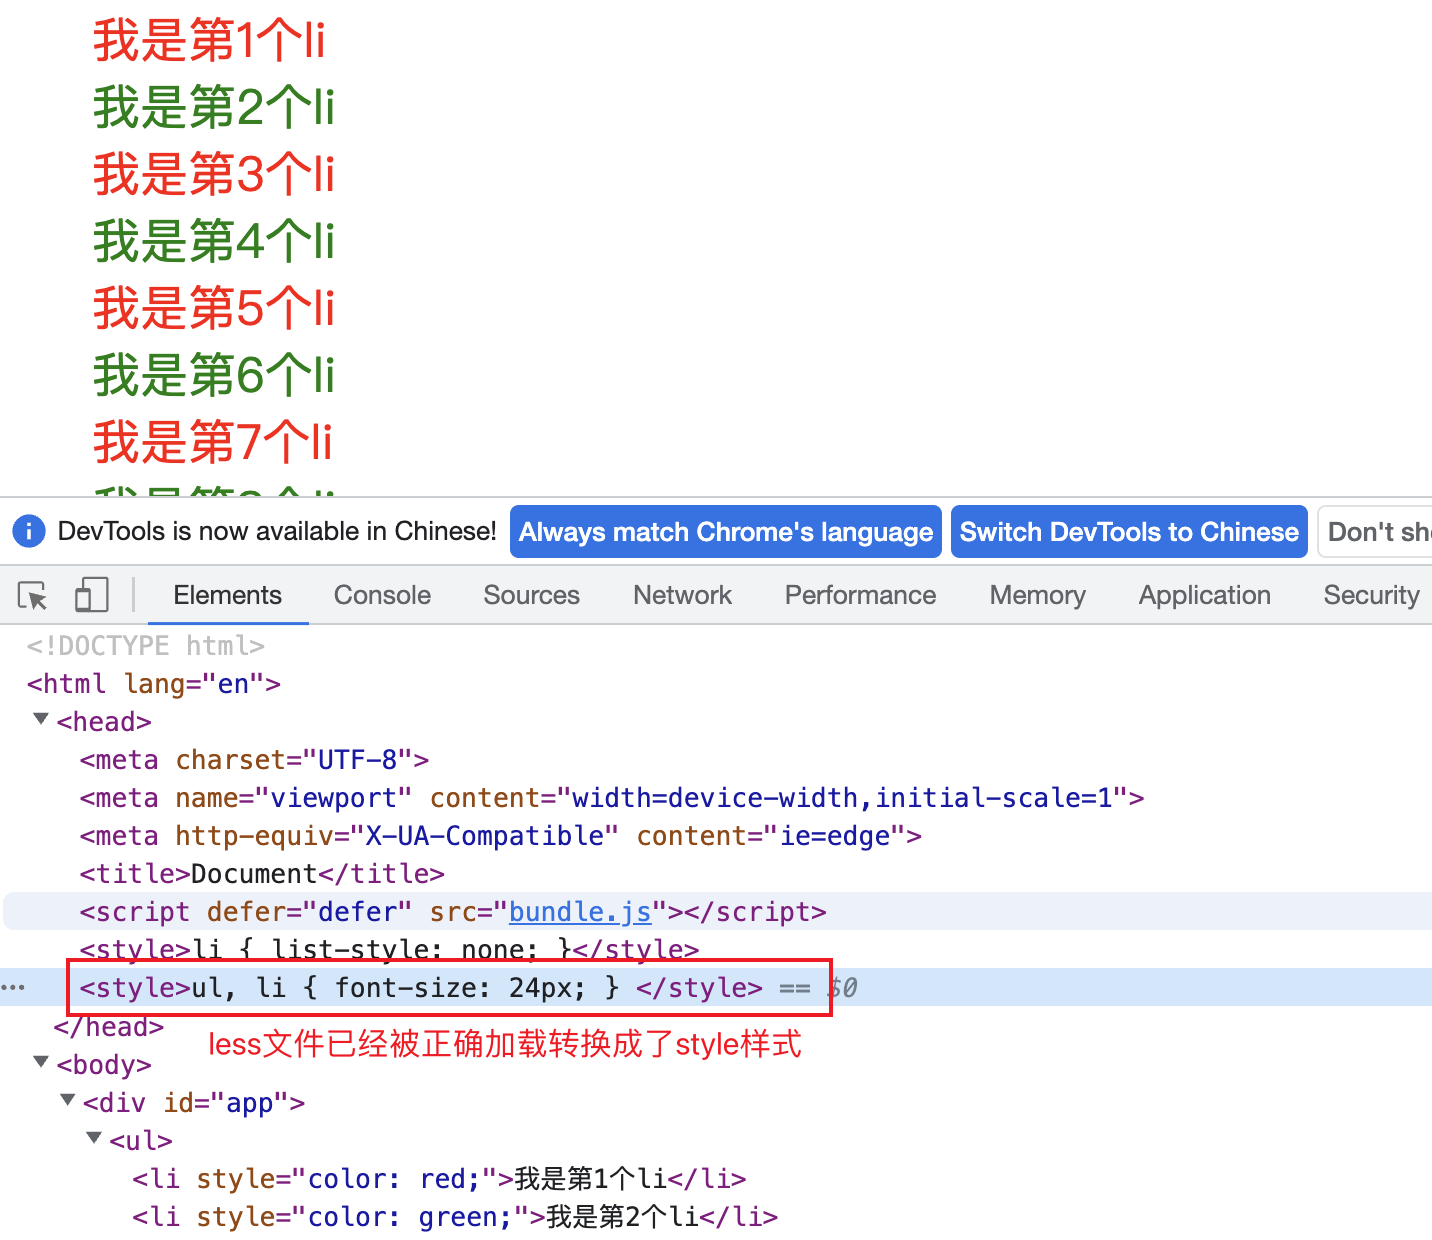 我是第1个li
我是第2个li
我是第3个li
我是第4个li
我是第5个li
我是第6个li
我是第7个li
DevTools is now available in Chinese! Always match Chrome's language Switch DevTools to Chinese Don't sh
Elements Console Sources Network Performance Memory Application Security
<!DOCTYPE html>
<html lang="en">
<head>
<meta charset="UTF-8">
<meta name="viewport" content="width=device-width,initial-scale=1">
<meta http-equiv="X-UA-Compatible" content="ie=edge">
<title>Document</title>
<script defer="defer" src="bundle.js"></script>
<style>li { list-style: none; }</style>
<style>ul, li { font-size: 24px; } </style> == $0
</head>
less文件已经被正确加载转换成了style样式
<body>
<div id="app">
<ul>
<li style="color: red;">我是第1个li</li>
<li style="color: green;">我是第2个li</li>